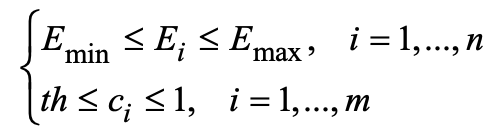 E_min ≤ E_i ≤ E_max, i = 1,...,n
th ≤ c_i ≤ 1, i = 1,...,m